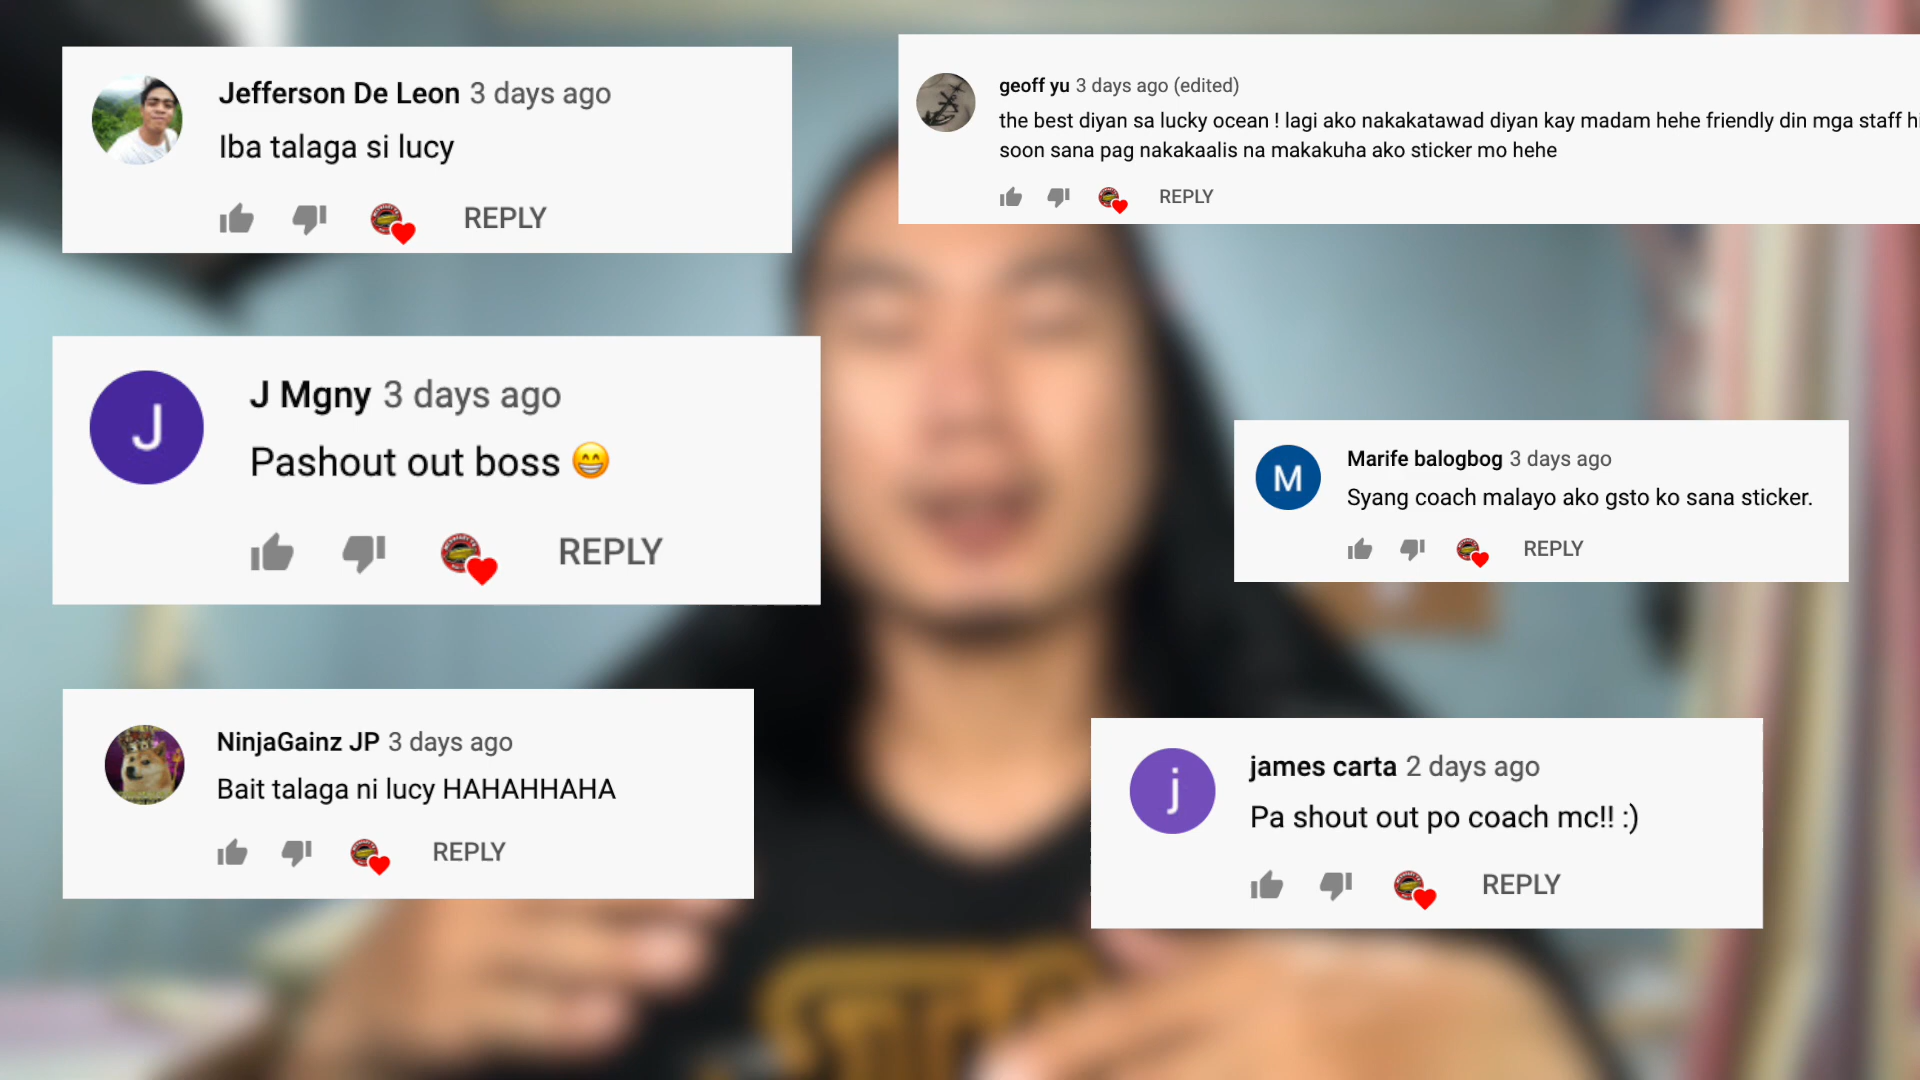 Jefferson De Leon 3 days ago
Iba talaga si lucy
REPLY
geoff yu 3 days ago (edited)
the best diyan sa lucky ocean ! lagi ako nakakatawad diyan kay madam hehe friendly din mga staff
soon sana pag nakakaalis na makakuha ako sticker mo hehe
REPLY
J
J Mgny 3 days ago
Pashout out boss 😁
REPLY
M
Marife balogbog 3 days ago
Syang coach malayo ako gsto ko sana sticker.
REPLY
NinjaGainz JP 3 days ago
Bait talaga ni lucy HAHAHHAHA
REPLY
j
james carta 2 days ago
Pa shout out po coach mc!! :)
REPLY